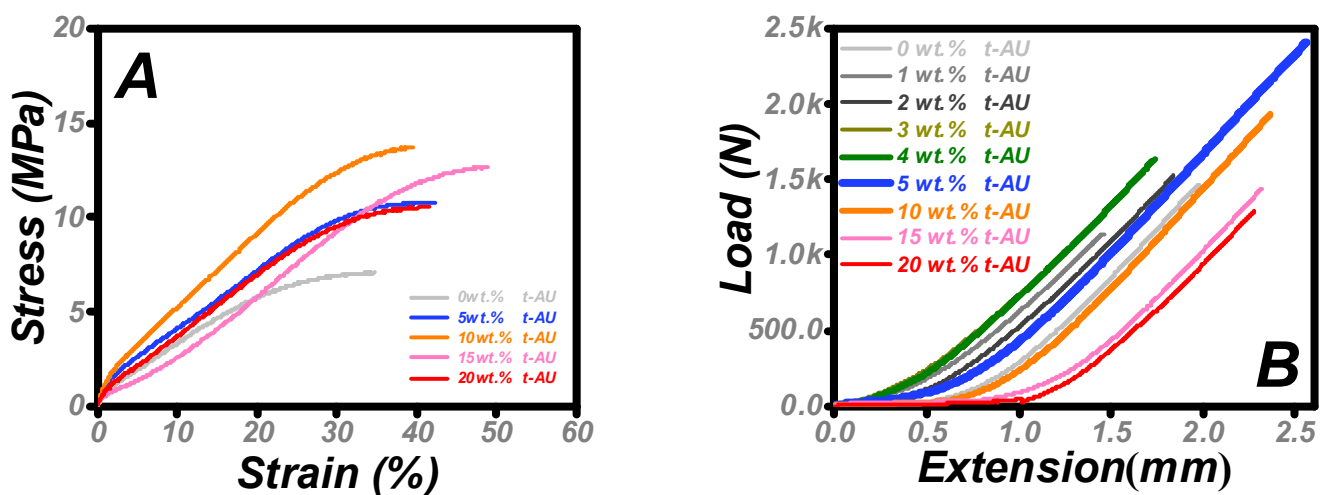 A
Stress (MPa)
20
15
10
5
0
0 10 20 30 40 50 60
Strain (%)
0wt.% t-AU
5wt.% t-AU
10wt.% t-AU
15wt.% t-AU
20wt.% t-AU
B
Load (N)
2.5k
2.0k
1.5k
1.0k
500.0
0.0
0.0 0.5 1.0 1.5 2.0 2.5
Extension(mm)
0 wt.% t-AU
1 wt.% t-AU
2 wt.% t-AU
3 wt.% t-AU
4 wt.% t-AU
5 wt.% t-AU
10 wt.% t-AU
15 wt.% t-AU
20 wt.% t-AU